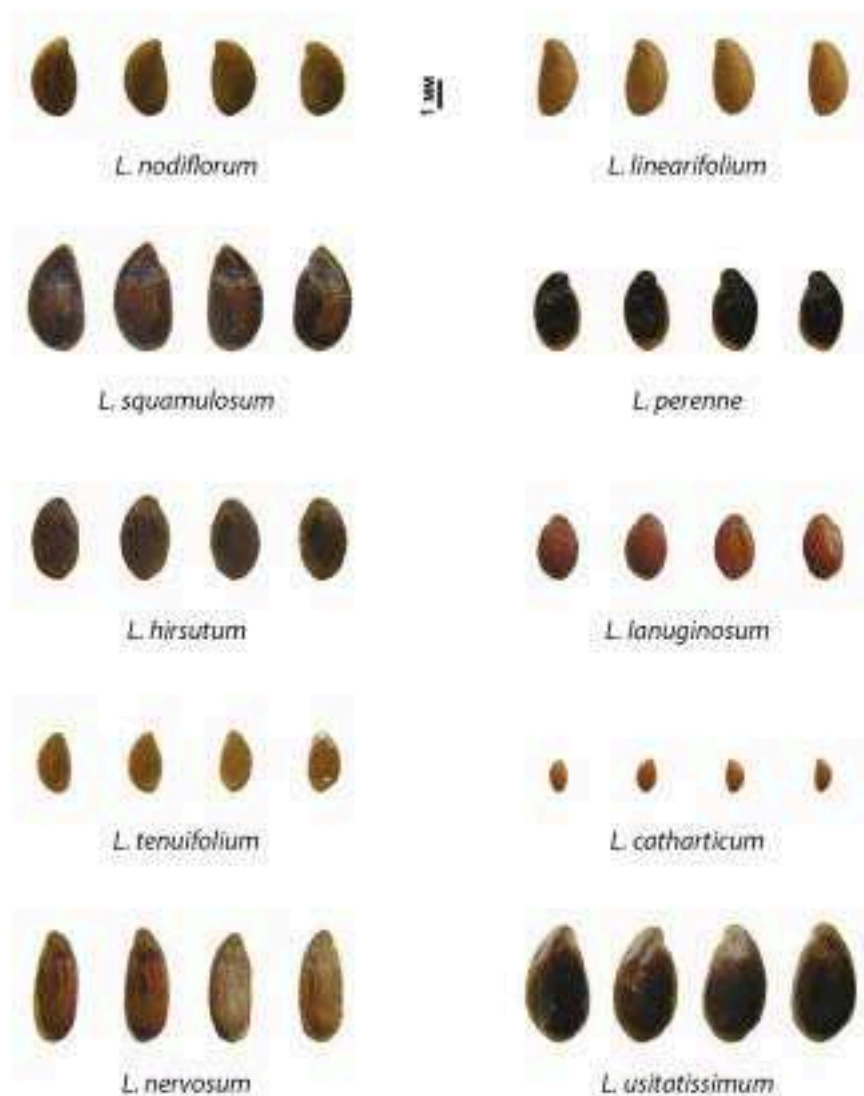 L. nodiflorum
1 MM
L. linearifolium
L. squamulosum
L. perenne
L. hirsutum
L. lanuginosum
L. tenuifolium
L. catharticum
L. nervosum
L. usitatissimum